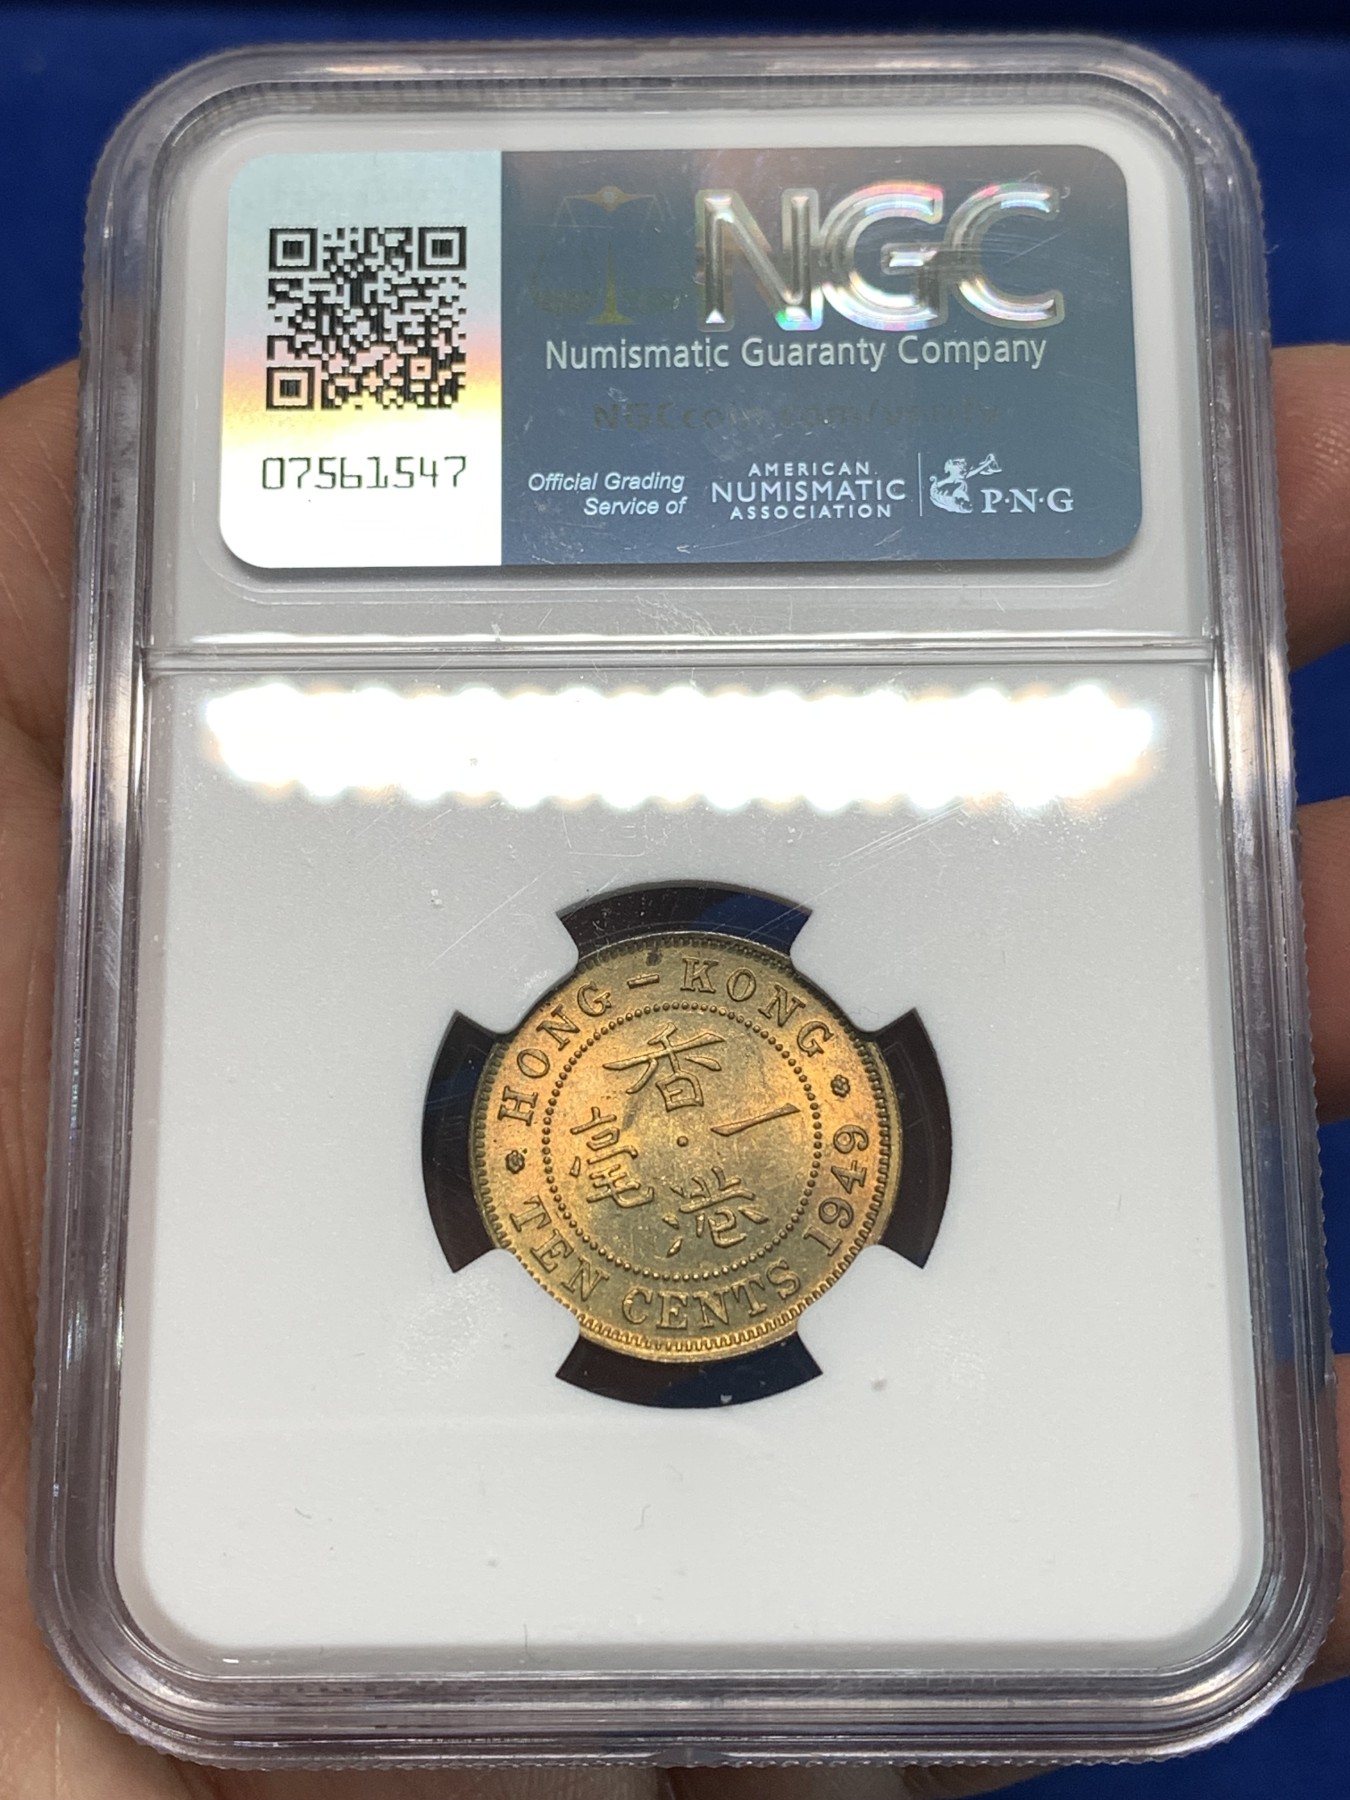 NGC
Numismatic Guaranty Company
07561547
Official Grading
Service of
AMERICAN
NUMISMATIC
ASSOCIATION
P·N·G
HONG-KONG
香
一
毫
港
TEN CENTS 1949